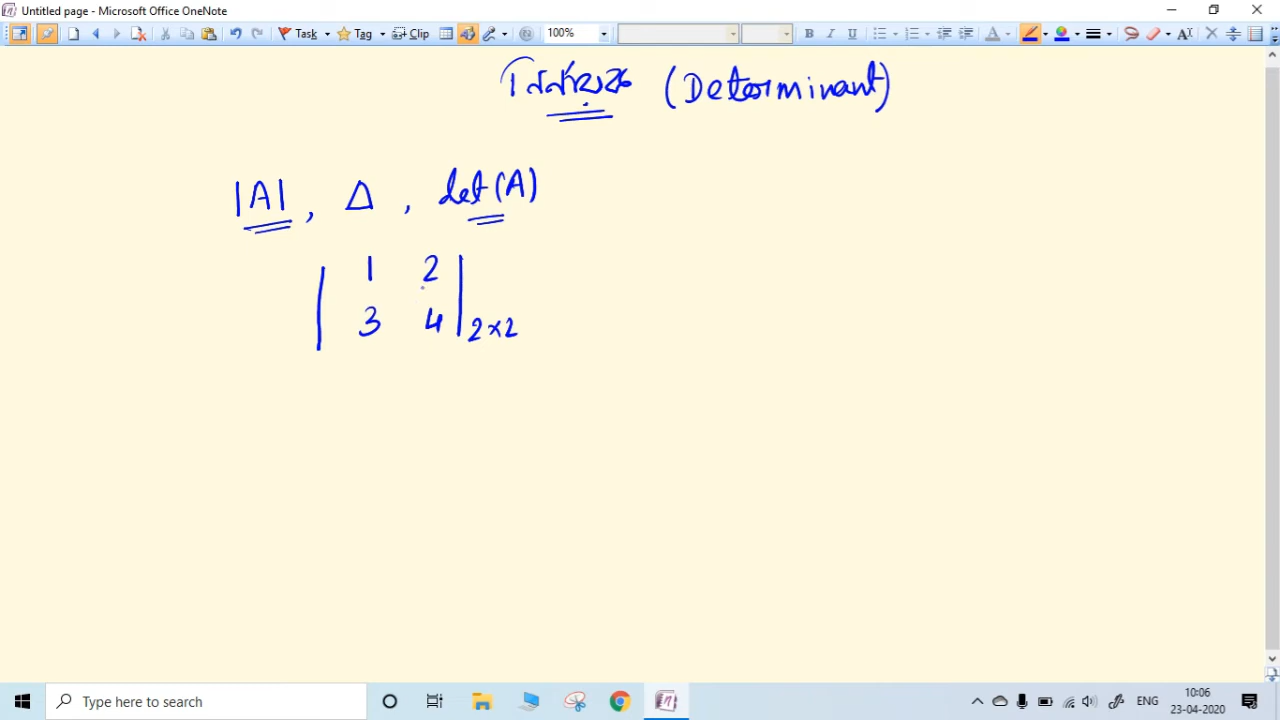 Untitled page - Microsoft Office OneNote
Task Tag Clip 100% B I U
নির্ণায়ক (Determinant)
|A| , Δ , det(A)
| 1 2 |
| 3 4 | 2×2
Type here to search
ENG 10:06
23-04-2020